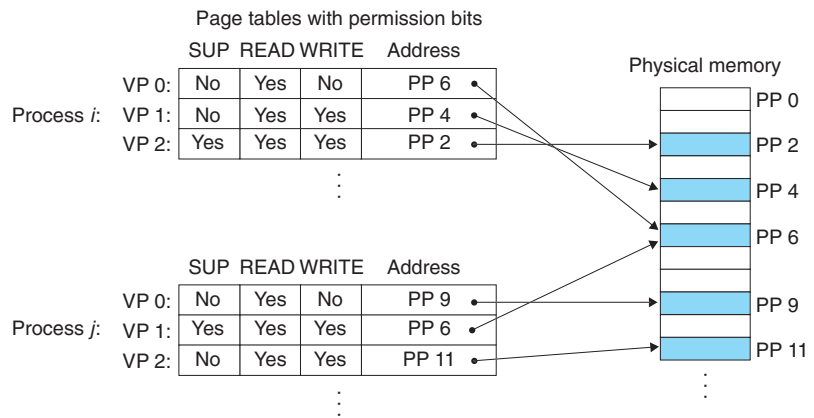 Page tables with permission bits
SUP READ WRITE Address
VP 0: No Yes No PP 6
Process i: VP 1: No Yes Yes PP 4
VP 2: Yes Yes Yes PP 2
Physical memory
PP 0
PP 2
PP 4
PP 6
PP 9
PP 11
SUP READ WRITE Address
VP 0: No Yes No PP 9
Process j: VP 1: Yes Yes Yes PP 6
VP 2: No Yes Yes PP 11